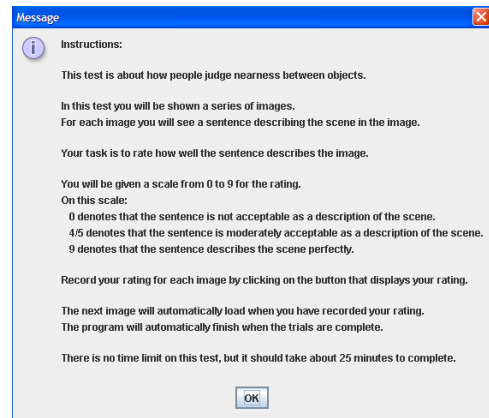 Message
Instructions:
This test is about how people judge nearness between objects.
In this test you will be shown a series of images.
For each image you will see a sentence describing the scene in the image.
Your task is to rate how well the sentence describes the image.
You will be given a scale from 0 to 9 for the rating.
On this scale:
0 denotes that the sentence is not acceptable as a description of the scene.
4/5 denotes that the sentence is moderately acceptable as a description of the scene.
9 denotes that the sentence describes the scene perfectly.
Record your rating for each image by clicking on the button that displays your rating.
The next image will automatically load when you have recorded your rating.
The program will automatically finish when the trials are complete.
There is no time limit on this test, but it should take about 25 minutes to complete.
OK